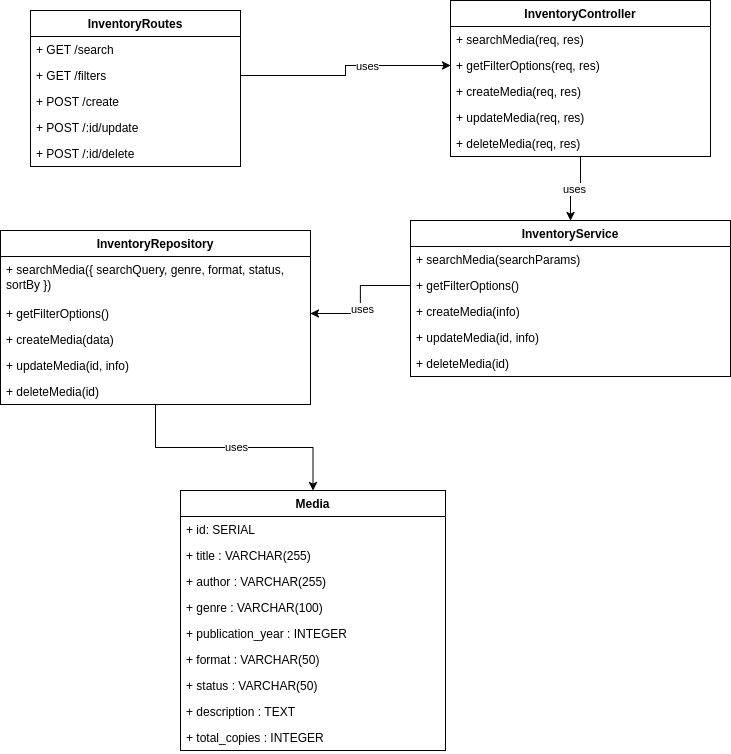 InventoryRoutes
+ GET /search
+ GET /filters
+ POST /create
+ POST /:id/update
+ POST /:id/delete
uses
InventoryController
+ searchMedia(req, res)
+ getFilterOptions(req, res)
+ createMedia(req, res)
+ updateMedia(req, res)
+ deleteMedia(req, res)
uses
InventoryService
+ searchMedia(searchParams)
+ getFilterOptions()
+ createMedia(info)
+ updateMedia(id, info)
+ deleteMedia(id)
uses
InventoryRepository
+ searchMedia({ searchQuery, genre, format, status,
sortBy })
+ getFilterOptions()
+ createMedia(data)
+ updateMedia(id, info)
+ deleteMedia(id)
uses
Media
+ id: SERIAL
+ title : VARCHAR(255)
+ author : VARCHAR(255)
+ genre : VARCHAR(100)
+ publication_year : INTEGER
+ format : VARCHAR(50)
+ status : VARCHAR(50)
+ description : TEXT
+ total_copies : INTEGER